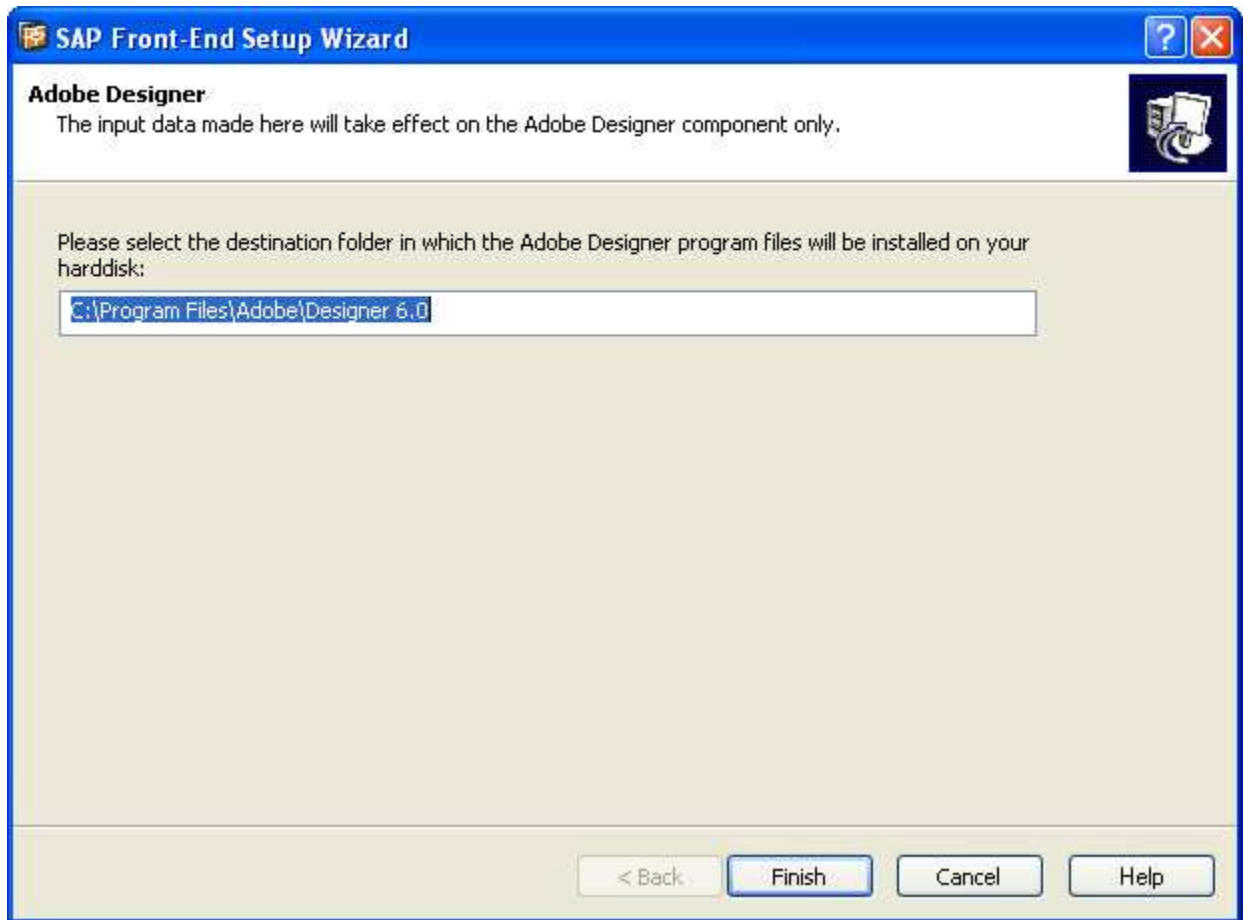 SAP Front-End Setup Wizard
Adobe Designer
The input data made here will take effect on the Adobe Designer component only.
Please select the destination folder in which the Adobe Designer program files will be installed on your
harddisk:
C:\Program Files\Adobe\Designer 6.0
< Back Finish Cancel Help